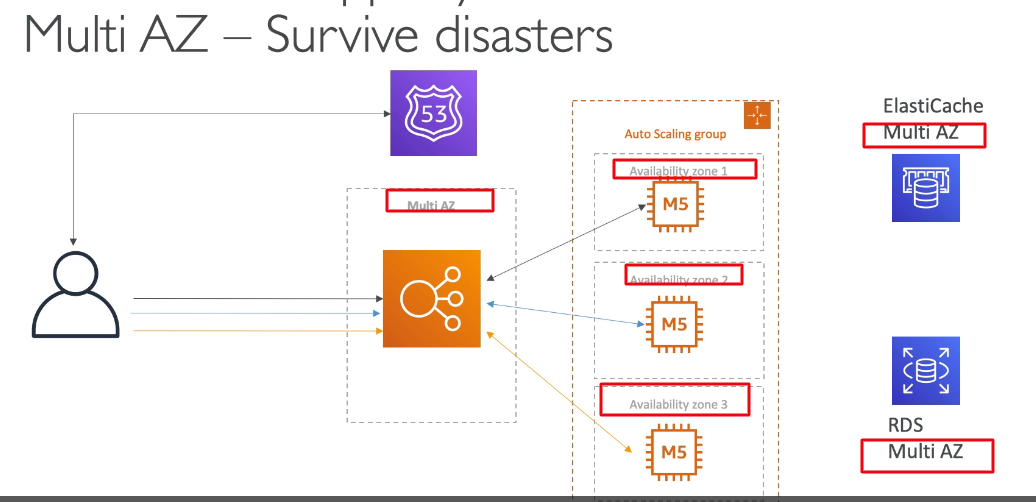 Multi AZ – Survive disasters
53
ElastiCache
Multi AZ
Auto Scaling group
Availability zone 1
M5
Multi AZ
Availability zone 2
M5
Availability zone 3
M5
RDS
Multi AZ